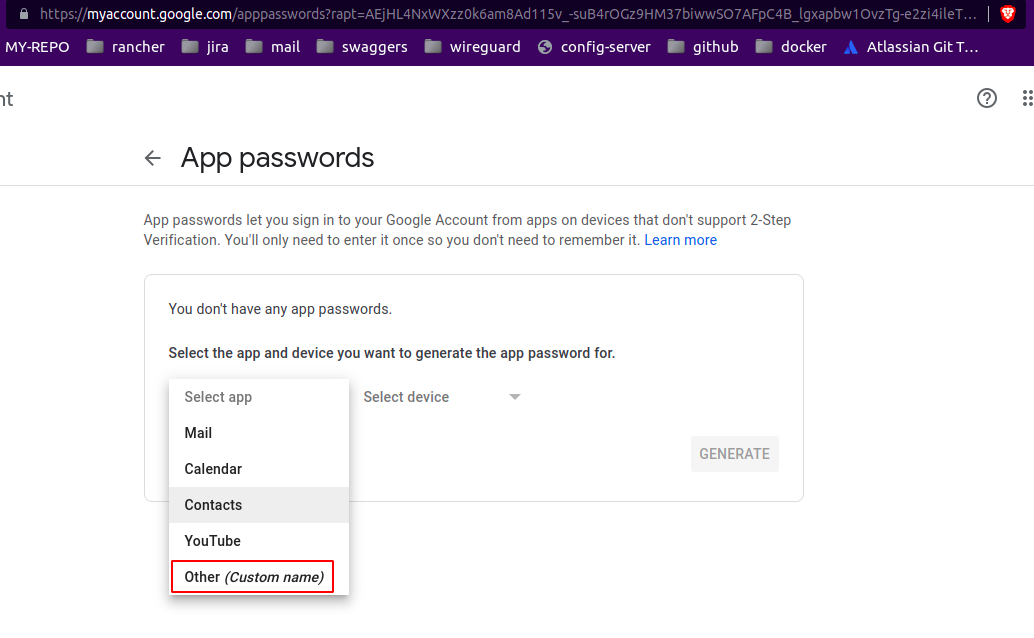 https://myaccount.google.com/apppasswords?rapt=AEjHL4NxWXzz0k6am8Ad115v_-suB4rOGz9HM37biwwSO7AFpC4B_lgxapbw1OvzTg-e2zi4ileT...
MY-REPO rancher jira mail swaggers wireguard config-server github docker Atlassian Git T...
nt
App passwords
App passwords let you sign in to your Google Account from apps on devices that don't support 2-Step
Verification. You'll only need to enter it once so you don't need to remember it. Learn more
You don't have any app passwords.
Select the app and device you want to generate the app password for.
Select app Select device
Mail
Calendar
GENERATE
Contacts
YouTube
Other (Custom name)